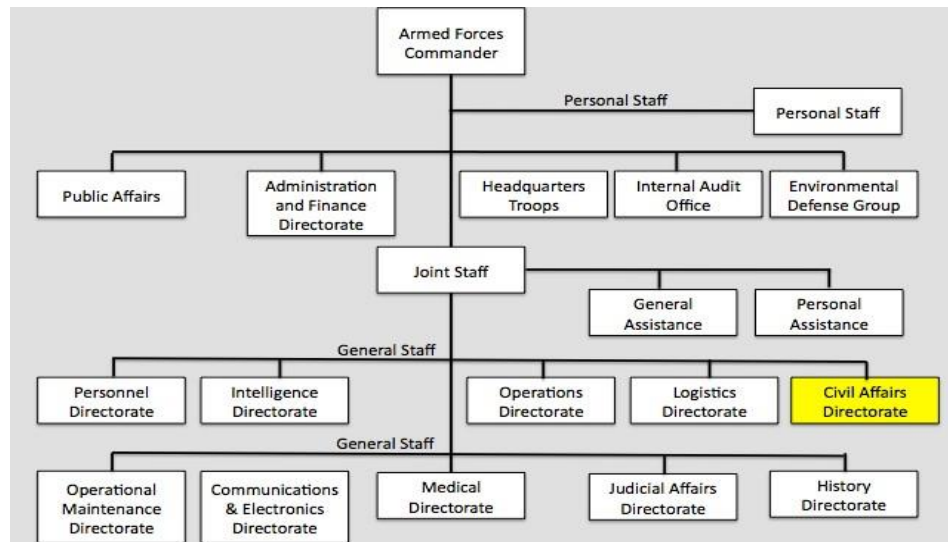 Armed Forces
Commander
Personal Staff
Personal Staff
Public Affairs
Administration
and Finance
Directorate
Headquarters
Troops
Internal Audit
Office
Environmental
Defense Group
Joint Staff
General
Assistance
Personal
Assistance
General Staff
Personnel
Directorate
Intelligence
Directorate
Operations
Directorate
Logistics
Directorate
Civil Affairs
Directorate
General Staff
Operational
Maintenance
Directorate
Communications
& Electronics
Directorate
Medical
Directorate
Judicial Affairs
Directorate
History
Directorate